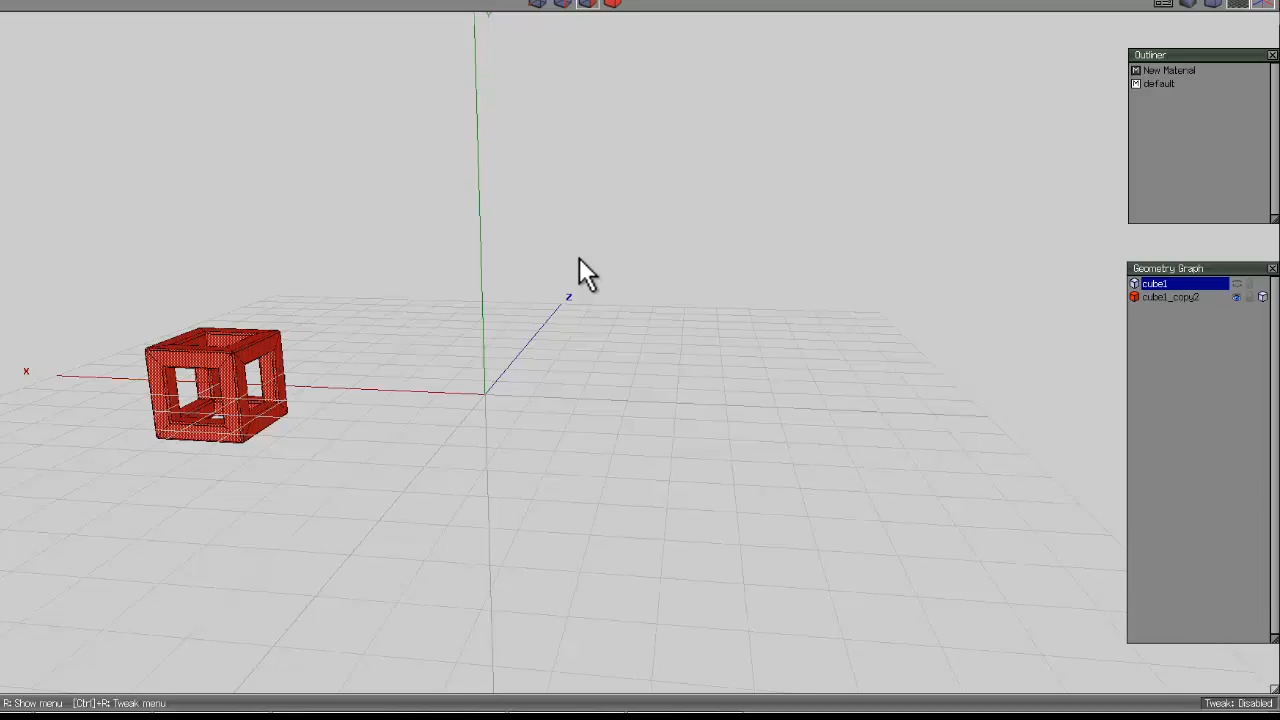 Y
Outliner
New Material
default
Z
Geometry Graph
cube1
cube1_copy2
X
R: Show menu [Ctrl]+R: Tweak menu
Tweak: Disabled